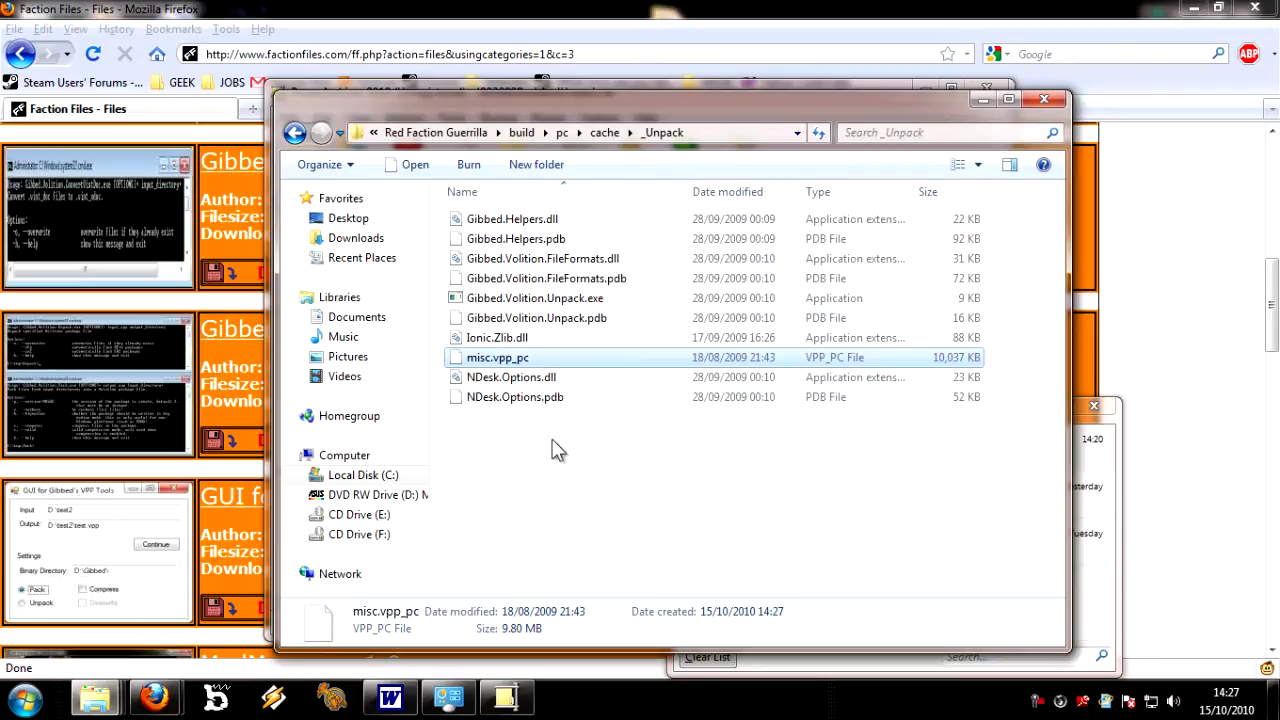 Faction Files - Files - Mozilla Firefox
File Edit View History Bookmarks Tools Help
http://www.factionfiles.com/ff.php?action=files&usingcategories=1&c=3
Google
ABP
Steam Users' Forums - ... GEEK JOBS
Faction Files - Files
Red Faction Guerrilla build pc cache _Unpack
Search _Unpack
Organize Open Burn New folder
Name Date modified Type Size
Favorites
Desktop
Downloads
Recent Places
Libraries
Documents
Music
Pictures
Videos
Homegroup
Computer
Local Disk (C:)
DVD RW Drive (D:) M
CD Drive (E:)
CD Drive (F:)
Network
Gibbed.Helpers.dll 28/09/2009 00:09 Application extens... 22 KB
Gibbed.Helpers.pdb 28/09/2009 00:09 PDB File 92 KB
Gibbed.Volition.FileFormats.dll 28/09/2009 00:10 Application extens... 31 KB
Gibbed.Volition.FileFormats.pdb 28/09/2009 00:10 PDB File 72 KB
Gibbed.Volition.Unpack.exe 28/09/2009 00:10 Application 9 KB
Gibbed.Volition.Unpack.pdb 28/09/2009 00:10 PDB File 16 KB
Ionic.Zlib.dll 17/09/2009 16:28 Application extens... 88 KB
misc.vpp_pc 18/08/2009 21:43 VPP_PC File 10,037 KB
NDesk.Options.dll 28/09/2009 00:09 Application extens... 23 KB
NDesk.Options.pdb 28/09/2009 00:09 PDB File 52 KB
misc.vpp_pc Date modified: 18/08/2009 21:43 Date created: 15/10/2010 14:27
VPP_PC File Size: 9.80 MB
Gibbe
Author:
Filesize:
Downlo
Gibbe
Author:
Filesize:
Downlo
GUI fo
Author:
Filesize:
Downlo
GUI for Gibbed's VPP Tools
Input D:\test2
Output: D:\test2\test.vpp
Continue
Settings
Binary Directory: D:\Gibbed\
Pack Compress
Unpack Overwrite
14:20
esterday
uesday
Clear List
Search...
Done
14:27
15/10/2010